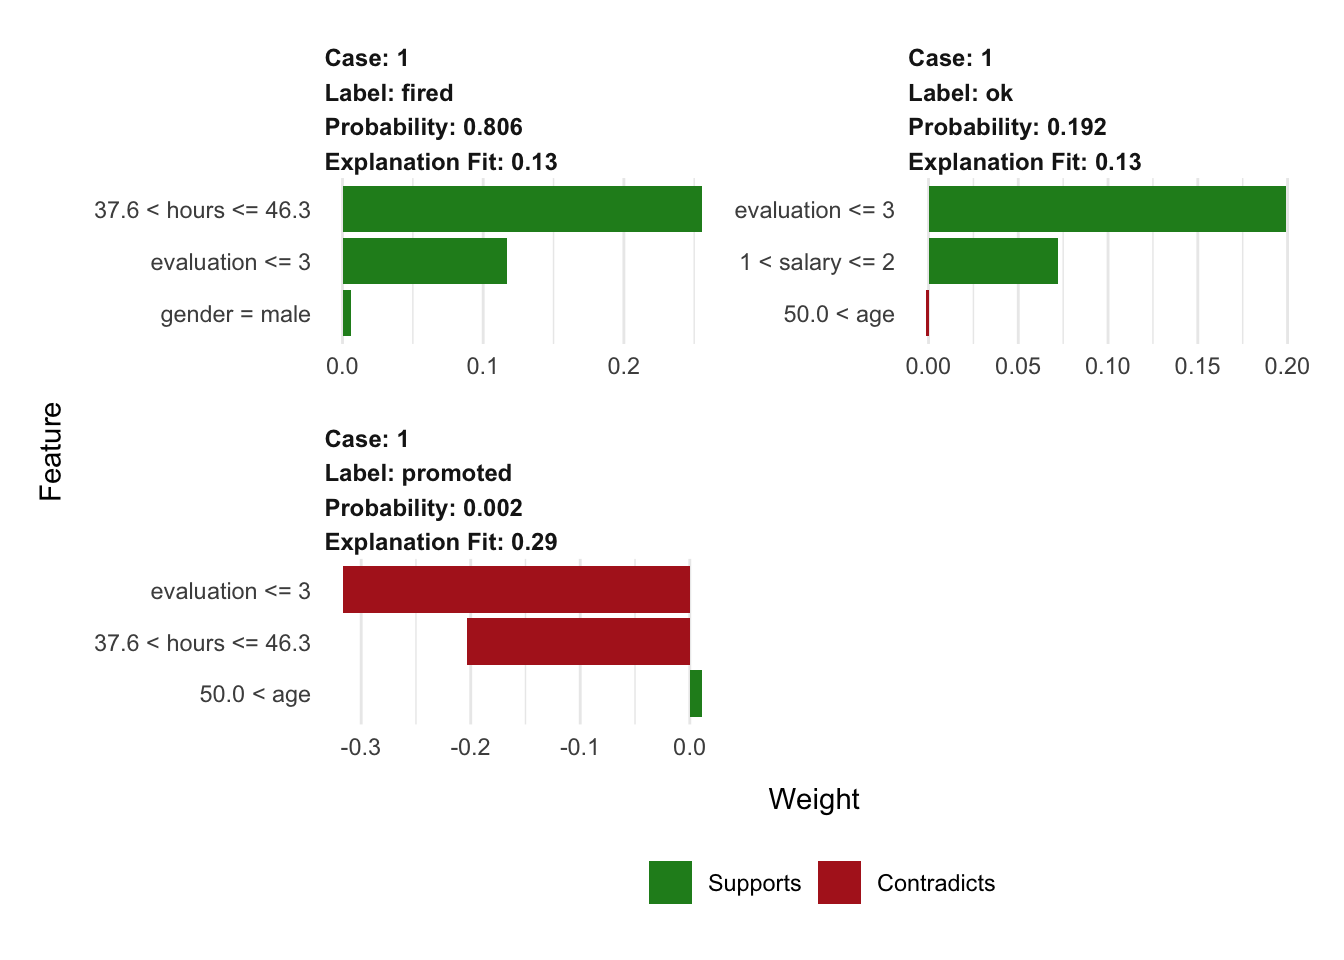 Case: 1
Label: fired
Probability: 0.806
Explanation Fit: 0.13
37.6 < hours <= 46.3
evaluation <= 3
gender = male
0.0 0.1 0.2
Case: 1
Label: ok
Probability: 0.192
Explanation Fit: 0.13
evaluation <= 3
1 < salary <= 2
50.0 < age
0.00 0.05 0.10 0.15 0.20
Feature
Case: 1
Label: promoted
Probability: 0.002
Explanation Fit: 0.29
evaluation <= 3
37.6 < hours <= 46.3
50.0 < age
-0.3 -0.2 -0.1 0.0
Weight
Supports Contradicts